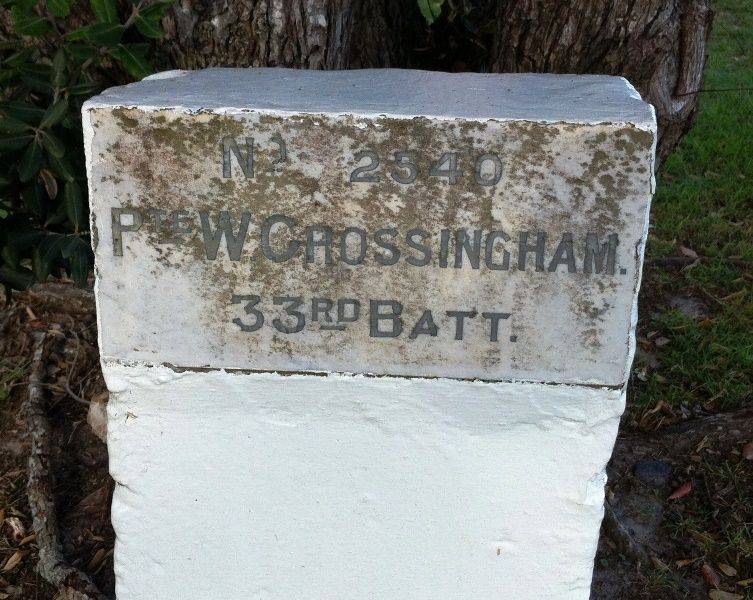 Nº 2540
PTE W CROSSINGHAM.
33RD BATT.